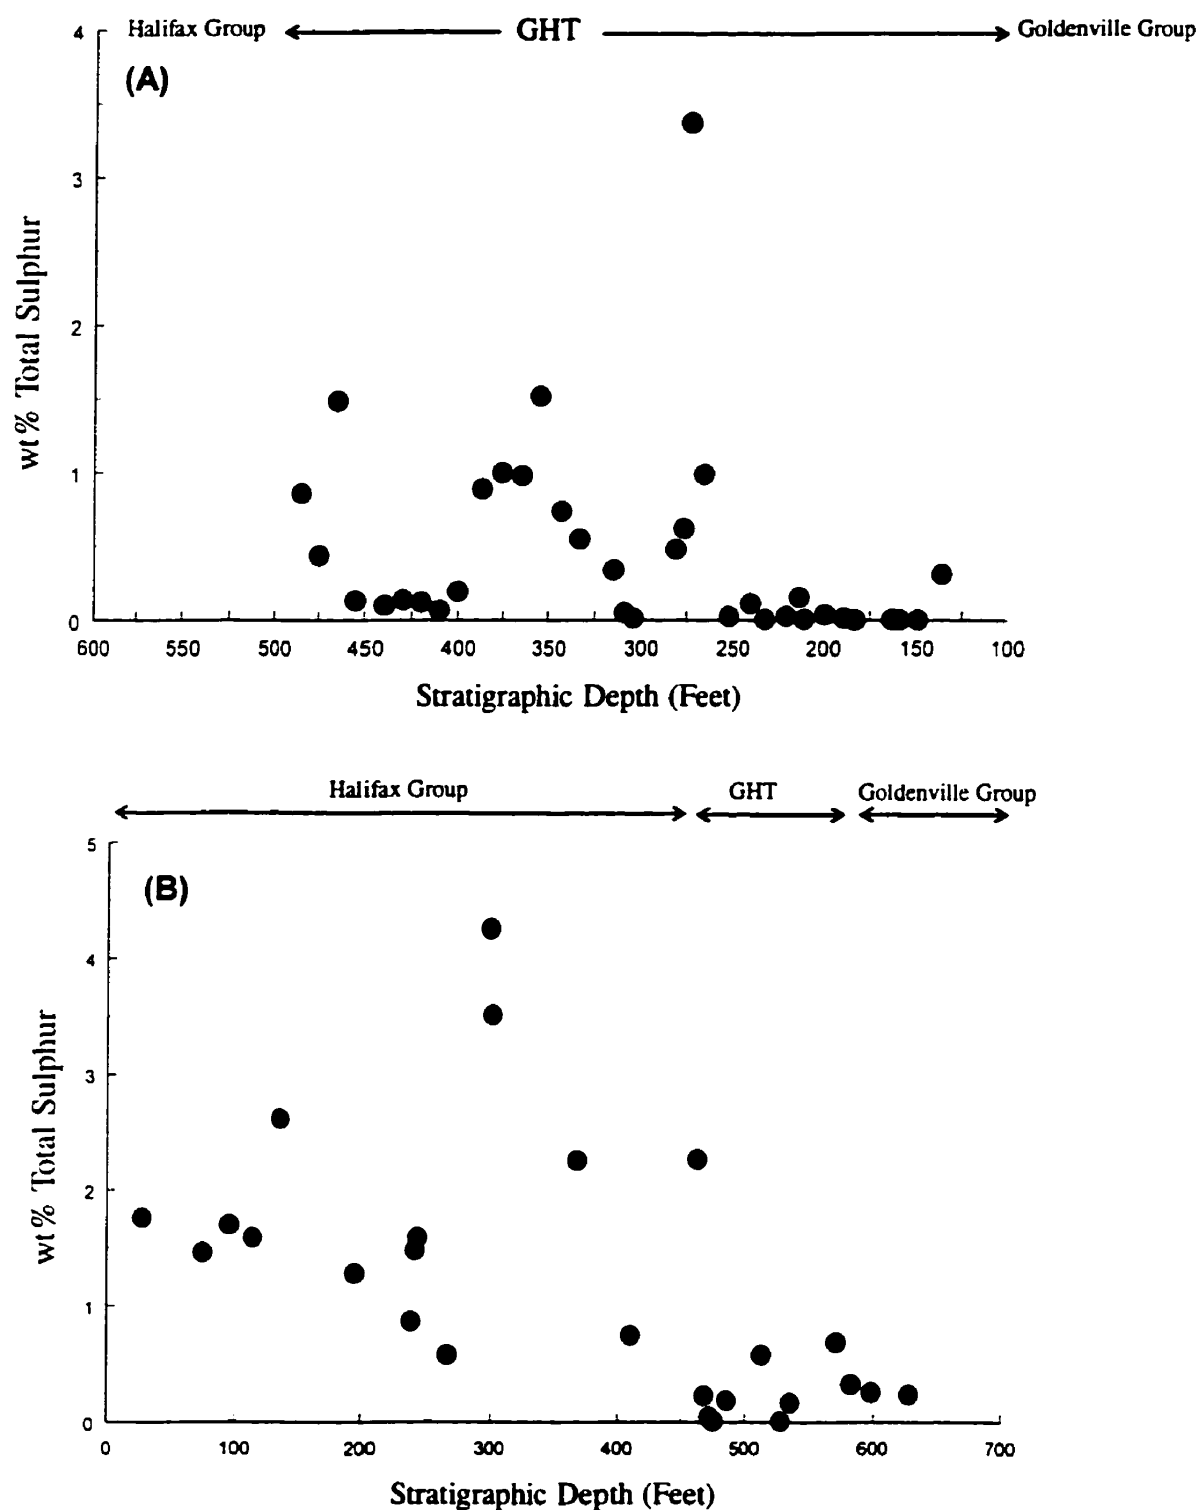 Halifax Group GHT Goldenville Group
(A)
4
3
2
1
0
wt% Total Sulphur
600 550 500 450 400 350 300 250 200 150 100
Stratigraphic Depth (Feet)
Halifax Group GHT Goldenville Group
(B)
5
4
3
2
1
0
wt% Total Sulphur
0 100 200 300 400 500 600 700
Stratigraphic Depth (Feet)